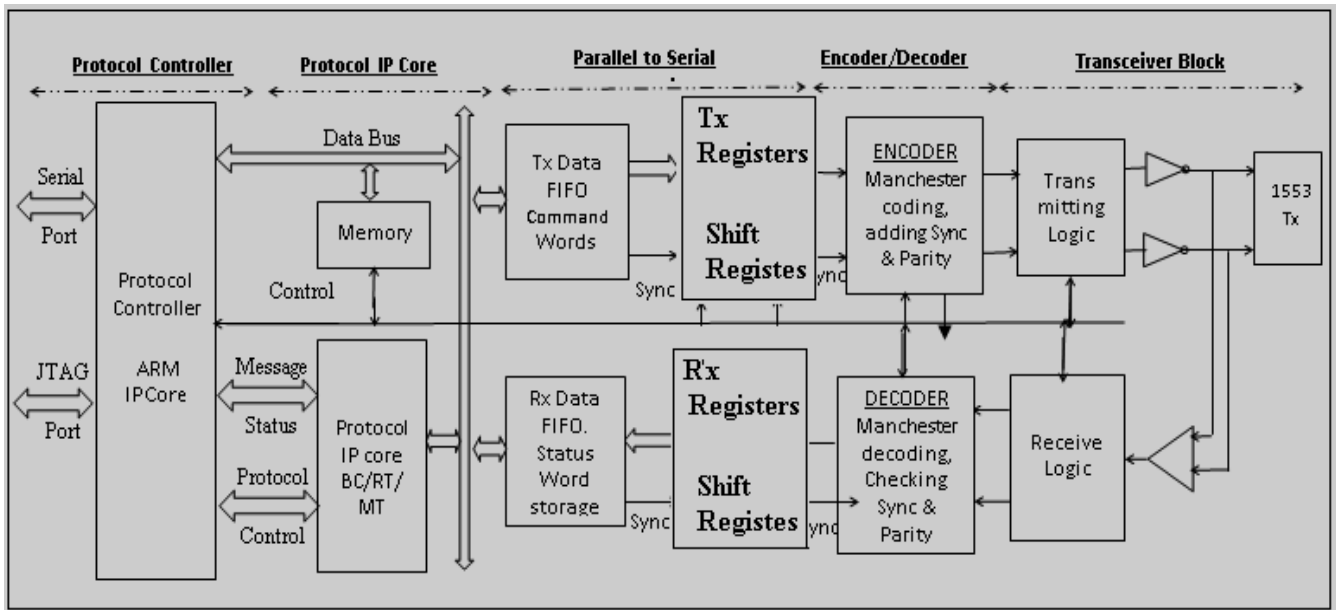 Protocol Controller
Protocol IP Core
Parallel to Serial
Encoder/Decoder
Transceiver Block
Serial
Port
JTAG
Port
Protocol
Controller
ARM
IPCore
Data Bus
Memory
Control
Message
Status
Protocol
Control
Protocol
IP core
BC/RT/
MT
Tx Data
FIFO
Command
Words
Sync
Tx
Registers
Shift
Registes
ync
ENCODER
Manchester
coding,
adding Sync
& Parity
Trans
mitting
Logic
1553
Tx
Rx Data
FIFO.
Status
Word
storage
Sync
R'x
Registers
Shift
Registes
ync
DECODER
Manchester
decoding,
Checking
Sync &
Parity
Receive
Logic